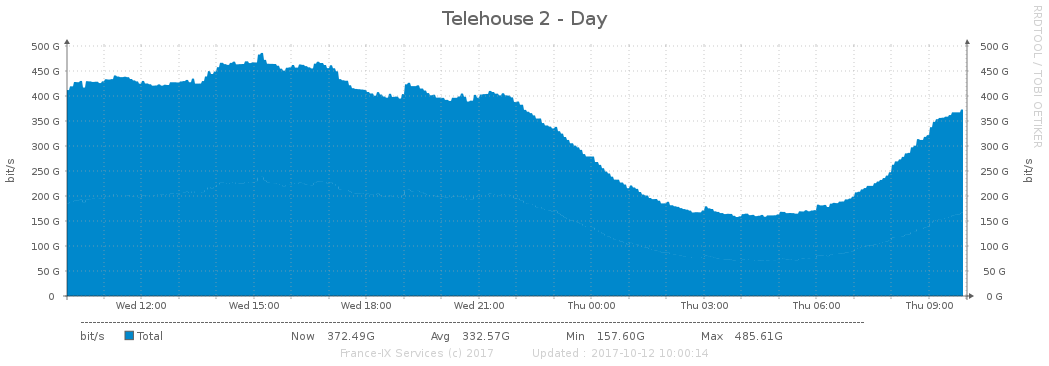 Telehouse 2 - Day
RRDTOOL / TOBI OETIKER
500 G 500 G
450 G 450 G
400 G 400 G
350 G 350 G
300 G 300 G
250 G 250 G
200 G 200 G
150 G 150 G
100 G 100 G
50 G 50 G
0 0 G
bit/s bit/s
Wed 12:00 Wed 15:00 Wed 18:00 Wed 21:00 Thu 00:00 Thu 03:00 Thu 06:00 Thu 09:00
bit/s Total Now 372.49G Avg 332.57G Min 157.60G Max 485.61G
France-IX Services (c) 2017 Updated : 2017-10-12 10:00:14